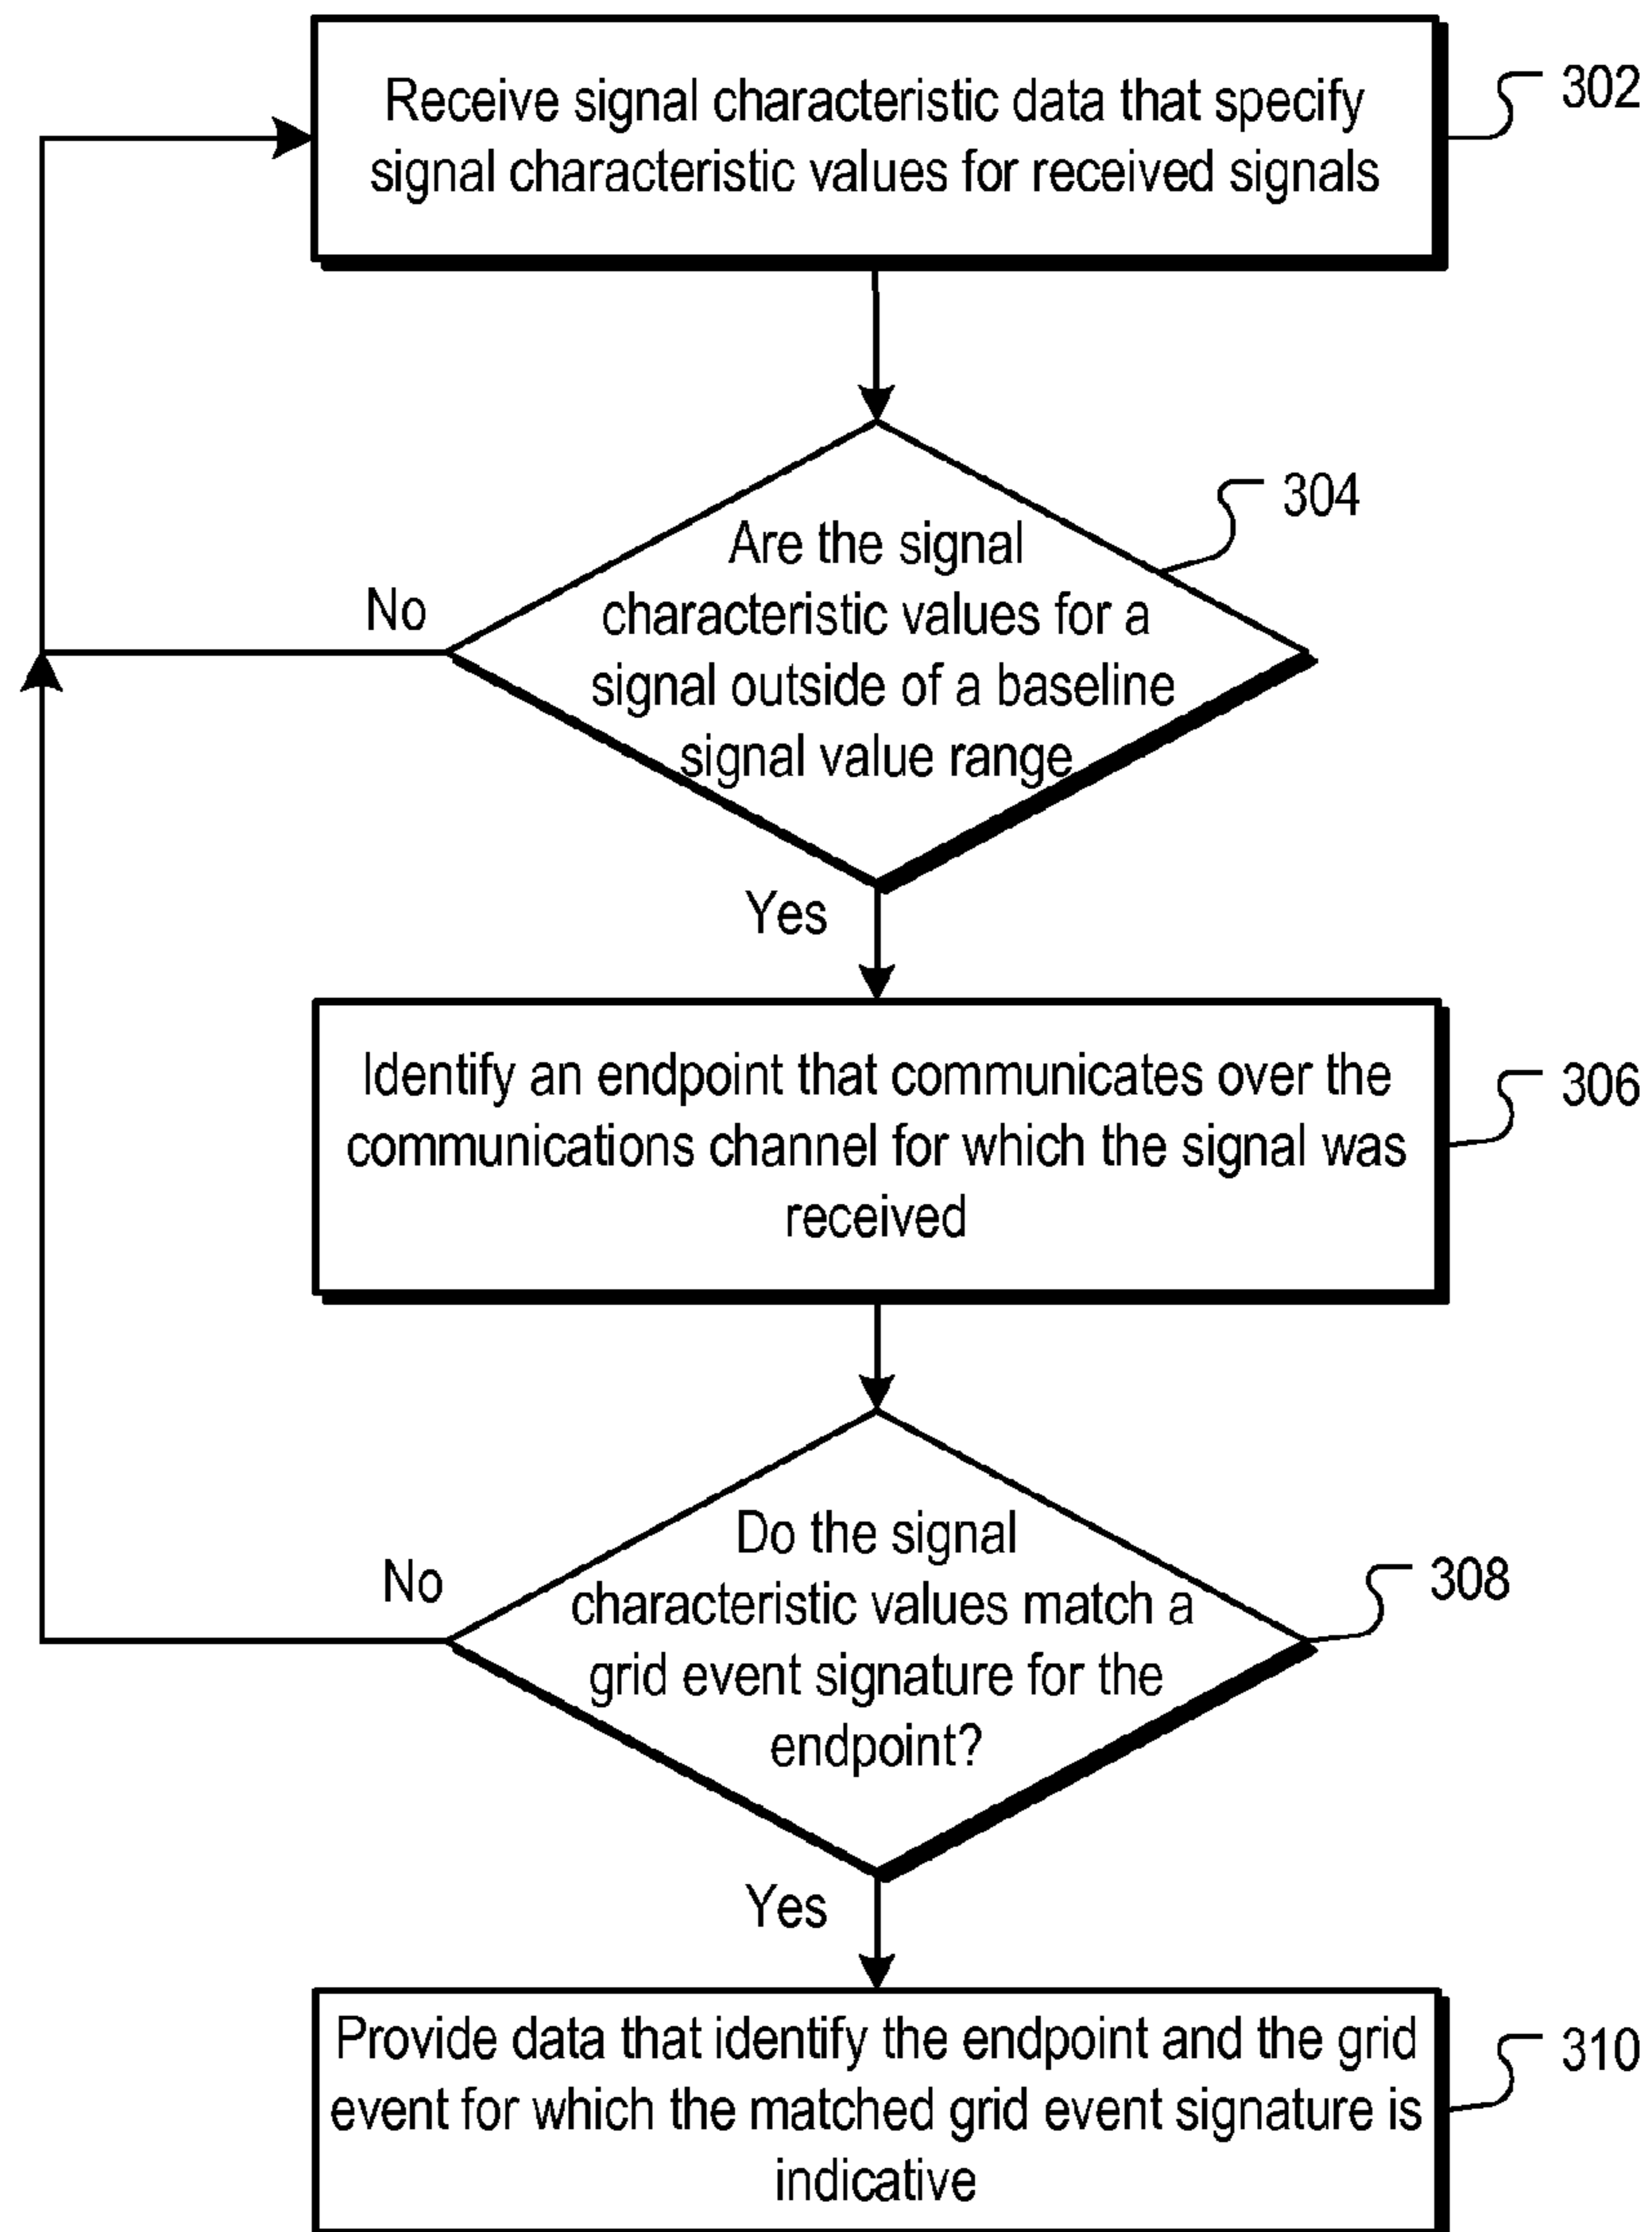 Receive signal characteristic data that specify
signal characteristic values for received signals
302
Are the signal
characteristic values for a
signal outside of a baseline
signal value range
304
No
Yes
Identify an endpoint that communicates over the
communications channel for which the signal was
received
306
Do the signal
characteristic values match a
grid event signature for the
endpoint?
308
No
Yes
Provide data that identify the endpoint and the grid
event for which the matched grid event signature is
indicative
310